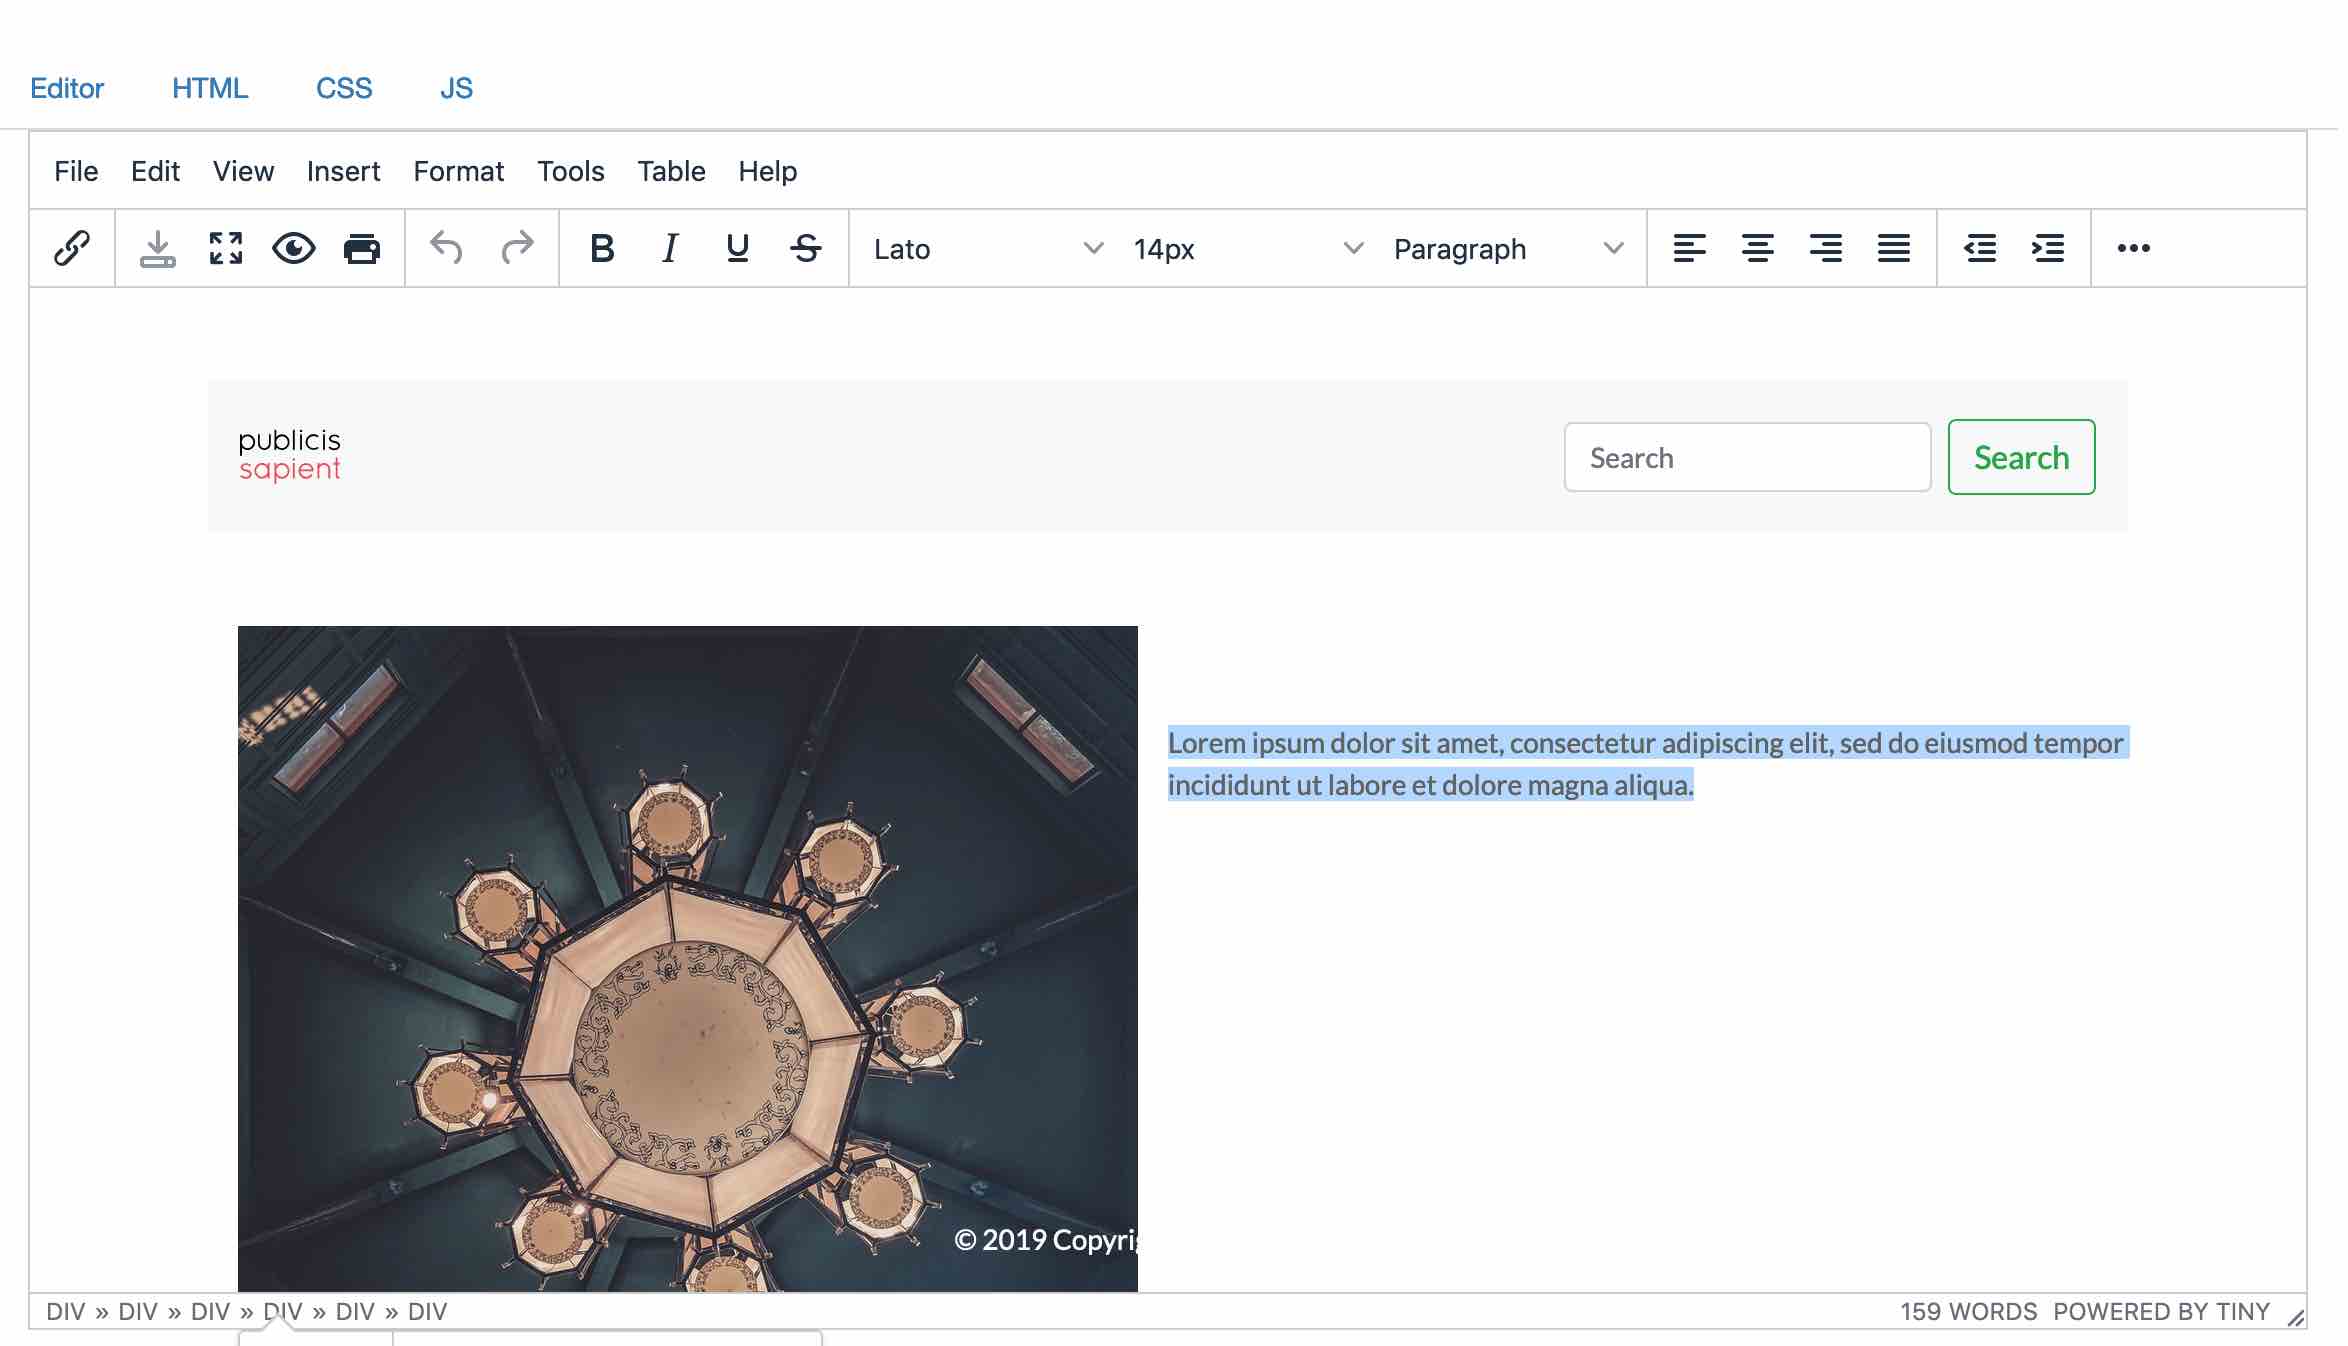 Editor HTML CSS JS
File Edit View Insert Format Tools Table Help
Lato 14px Paragraph
publicis
sapient
Search Search
Lorem ipsum dolor sit amet, consectetur adipiscing elit, sed do eiusmod tempor
incididunt ut labore et dolore magna aliqua.
© 2019
DIV » DIV » DIV » DIV » DIV » DIV 159 WORDS POWERED BY TINY